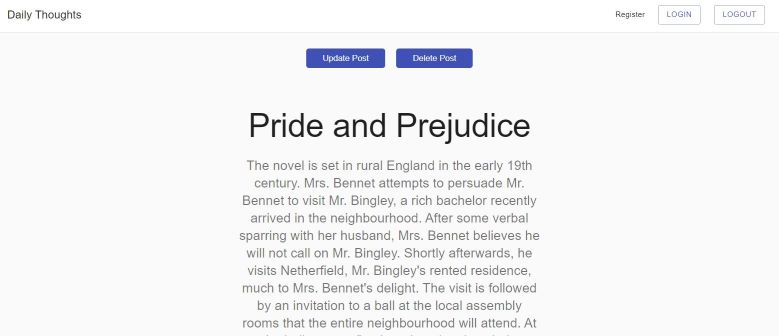 Daily Thoughts
Register
LOGIN
LOGOUT
Update Post
Delete Post
Pride and Prejudice
The novel is set in rural England in the early 19th
century. Mrs. Bennet attempts to persuade Mr.
Bennet to visit Mr. Bingley, a rich bachelor recently
arrived in the neighbourhood. After some verbal
sparring with her husband, Mrs. Bennet believes he
will not call on Mr. Bingley. Shortly afterwards, he
visits Netherfield, Mr. Bingley's rented residence,
much to Mrs. Bennet's delight. The visit is followed
by an invitation to a ball at the local assembly
rooms that the entire neighbourhood will attend. At